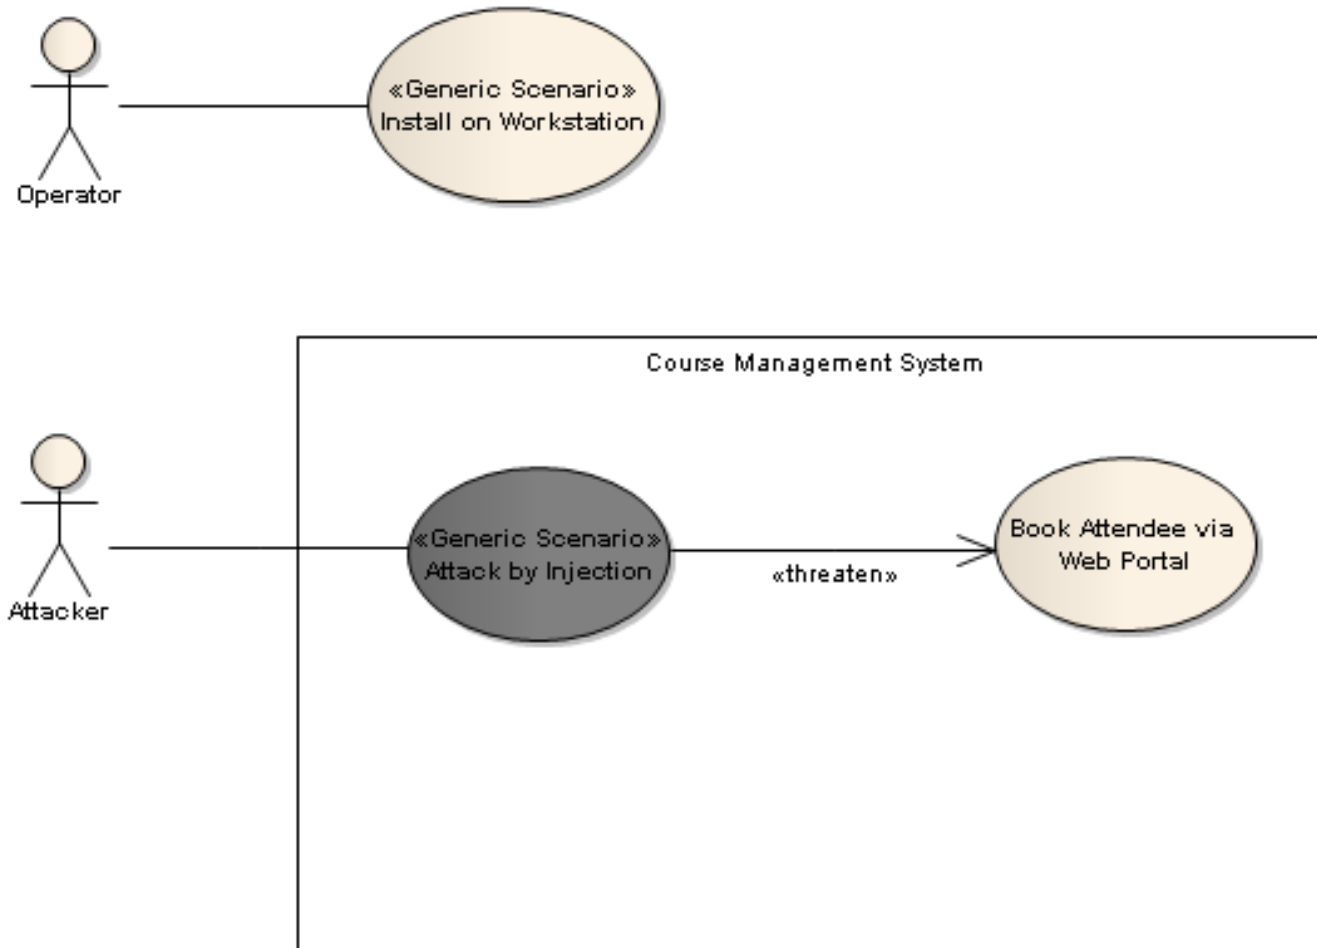 «Generic Scenario»
Install on Workstation
Operator
Course Management System
«Generic Scenario»
Attack by Injection
«threaten»
Book Attendee via
Web Portal
Attacker